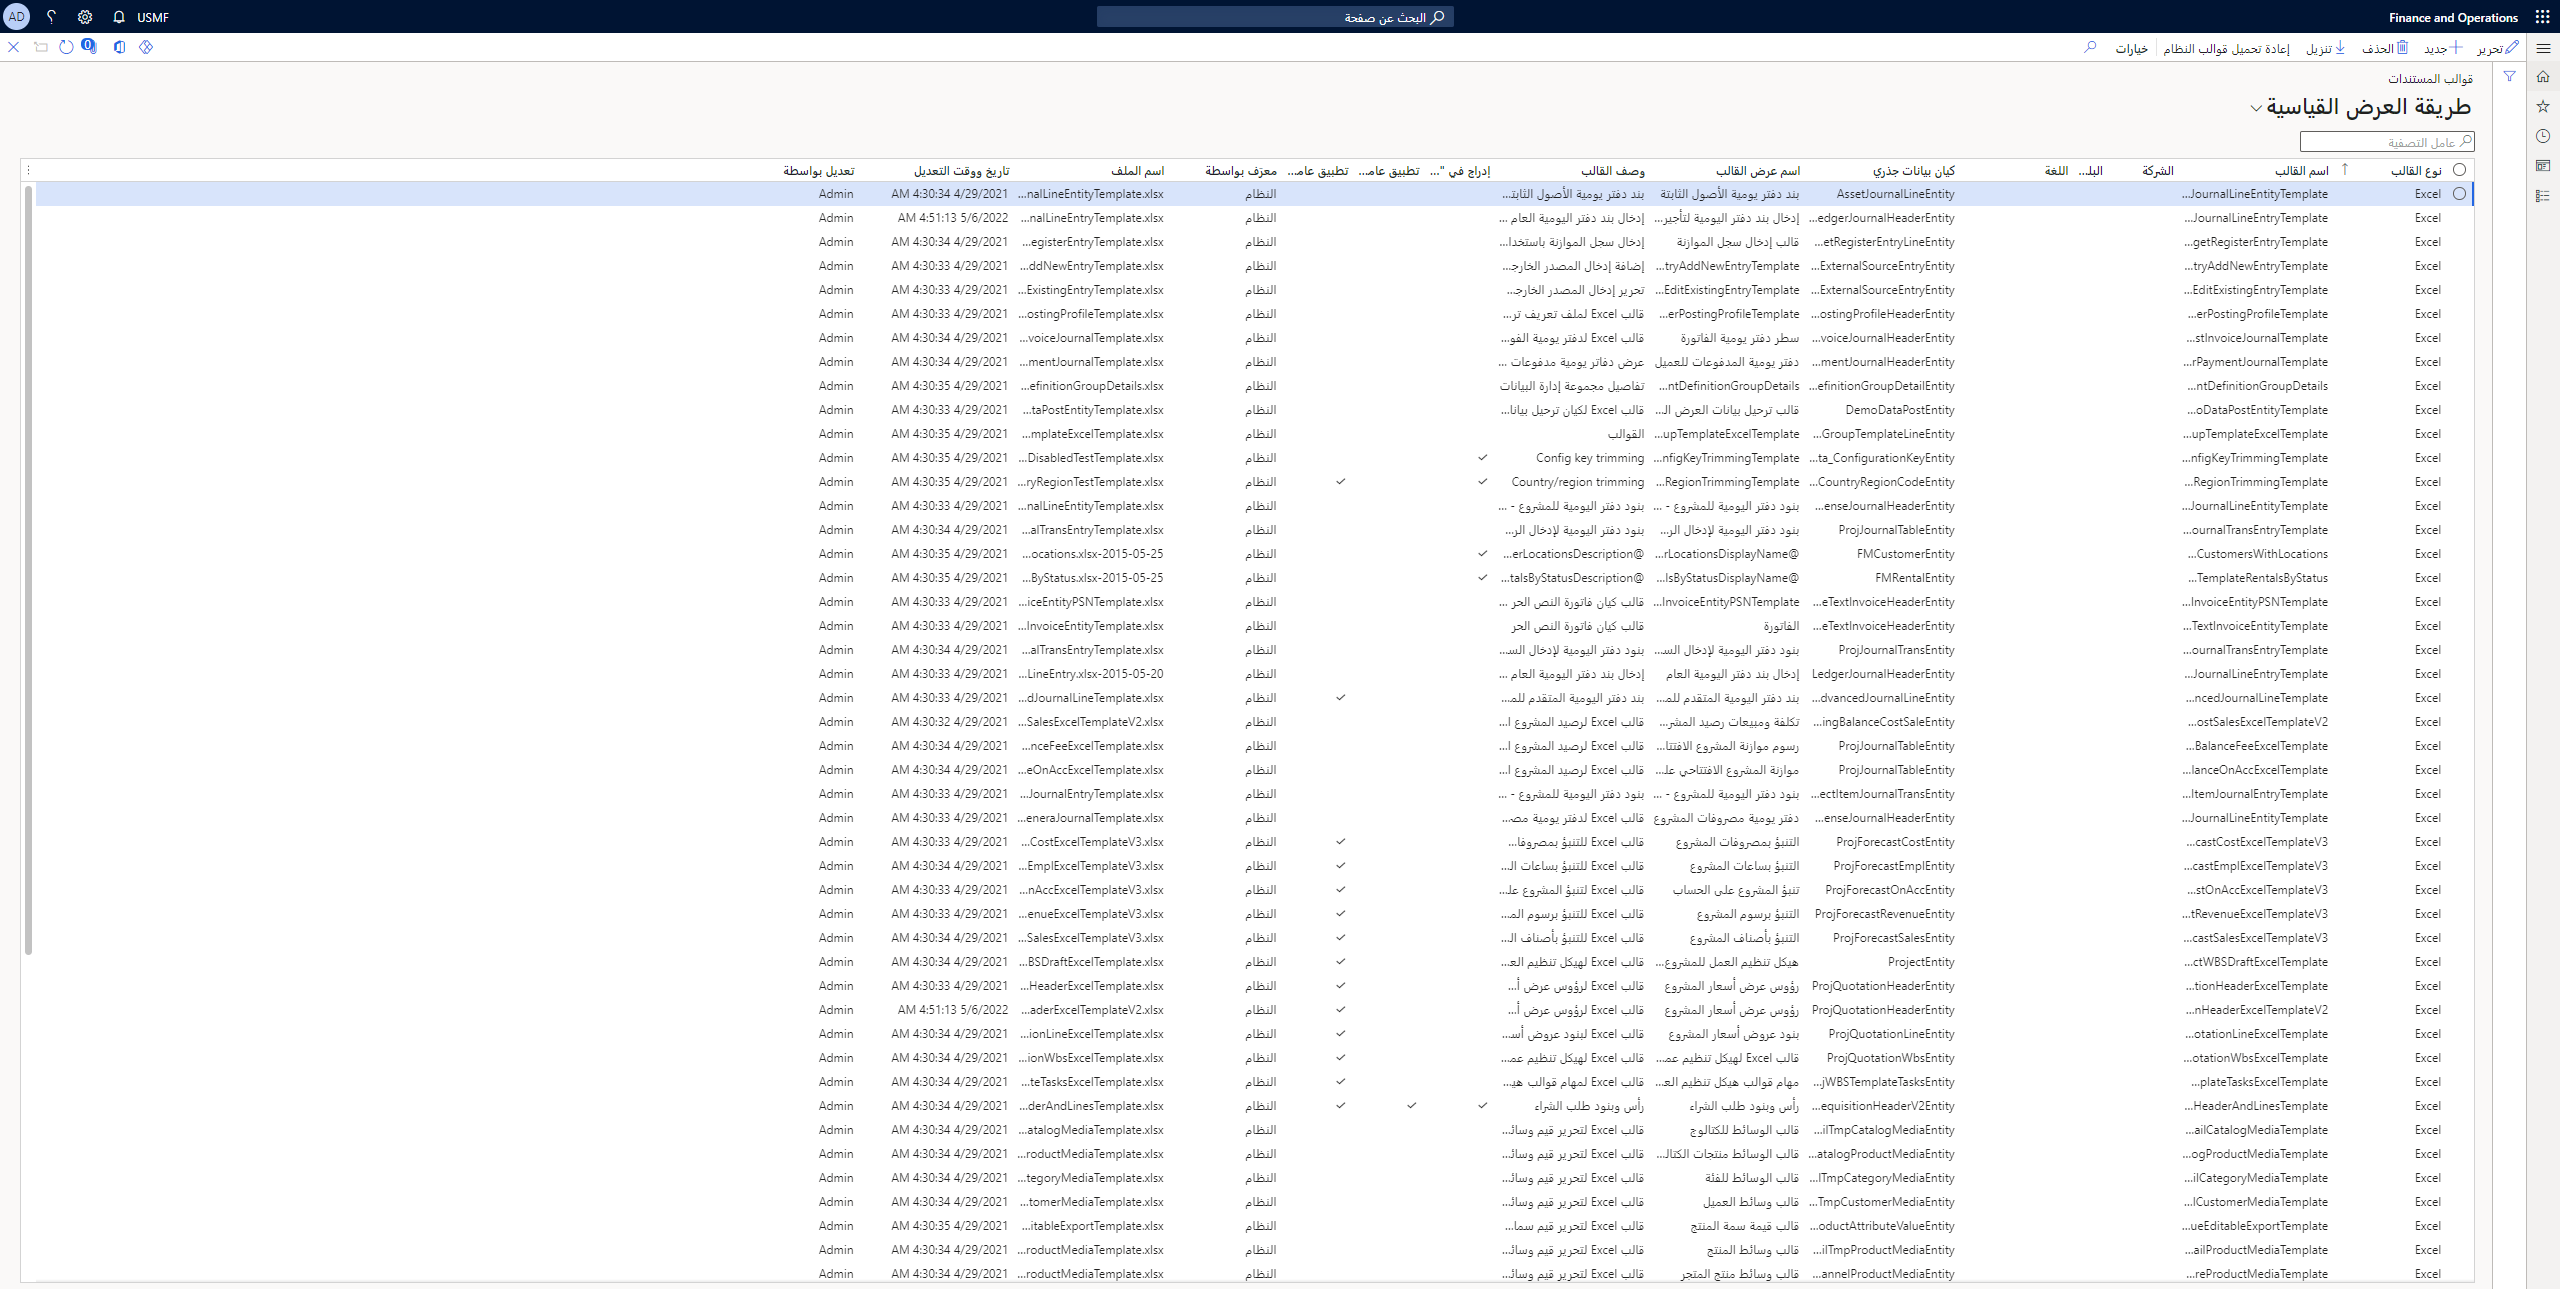 Finance and Operations
البحث عن صفحة
USMF
AD
تحرير جديد الحذف تنزيل إعادة تحميل قوالب النظام خيارات
0
قوالب المستندات
طريقة العرض القياسية
عامل التصفية
نوع القالب اسم القالب الشركة البلـ... اللغة كيان بيانات جذري اسم عرض القالب وصف القالب إدراج في "... تطبيق عامـ... تطبيق عامـ... معرّف بواسطة اسم الملف تاريخ ووقت التعديل تعديل بواسطة
Excel ...JournalLineEntityTemplate AssetJournalLineEntity بند دفتر يومية الأصول الثابتة بند دفتر يومية الأصول الثابتـ... النظام ...nalLineEntityTemplate.xlsx 4/29/2021 4:30:34 AM Admin
Excel ...JournalLineEntryTemplate ...edgerJournalHeaderEntity إدخال بند دفتر اليومية لتأجير... إدخال بند دفتر اليومية العام ... النظام ...nalLineEntryTemplate.xlsx 5/6/2022 4:51:13 AM Admin
Excel ...getRegisterEntryTemplate ...etRegisterEntryLineEntity قالب إدخال سجل الموازنة إدخال سجل الموازنة باستخدا... النظام ...egisterEntryTemplate.xlsx 4/29/2021 4:30:34 AM Admin
Excel ...tryAddNewEntryTemplate ...ExternalSourceEntryEntity ...tryAddNewEntryTemplate إضافة إدخال المصدر الخارجـ... النظام ...ddNewEntryTemplate.xlsx 4/29/2021 4:30:33 AM Admin
Excel ...EditExistingEntryTemplate ...ExternalSourceEntryEntity ...EditExistingEntryTemplate تحرير إدخال المصدر الخارجـ... النظام ...ExistingEntryTemplate.xlsx 4/29/2021 4:30:33 AM Admin
Excel ...erPostingProfileTemplate ...ostingProfileHeaderEntity ...erPostingProfileTemplate قالب Excel لملف تعريف تر... النظام ...ostingProfileTemplate.xlsx 4/29/2021 4:30:33 AM Admin
Excel ...stInvoiceJournalTemplate ...voiceJournalHeaderEntity سطر دفتر يومية الفاتورة قالب Excel لدفتر يومية الفو... النظام ...voiceJournalTemplate.xlsx 4/29/2021 4:30:34 AM Admin
Excel ...rPaymentJournalTemplate ...mentJournalHeaderEntity دفتر يومية المدفوعات للعميل عرض دفاتر يومية مدفوعات ... النظام ...mentJournalTemplate.xlsx 4/29/2021 4:30:34 AM Admin
Excel ...ntDefinitionGroupDetails ...efinitionGroupDetailEntity ...ntDefinitionGroupDetails تفاصيل مجموعة إدارة البيانات النظام ...efinitionGroupDetails.xlsx 4/29/2021 4:30:35 AM Admin
Excel ...oDataPostEntityTemplate DemoDataPostEntity قالب ترحيل بيانات العرض الـ... قالب Excel لكيان ترحيل بيانا... النظام ...taPostEntityTemplate.xlsx 4/29/2021 4:30:33 AM Admin
Excel ...upTemplateExcelTemplate ...GroupTemplateLineEntity ...upTemplateExcelTemplate القوالب النظام ...mplateExcelTemplate.xlsx 4/29/2021 4:30:35 AM Admin
Excel ...nfigKeyTrimmingTemplate ...ta_ConfigurationKeyEntity ...nfigKeyTrimmingTemplate Config key trimming ✓ النظام ...DisabledTestTemplate.xlsx 4/29/2021 4:30:35 AM Admin
Excel ...RegionTrimmingTemplate ...CountryRegionCodeEntity ...RegionTrimmingTemplate Country/region trimming ✓ ✓ النظام ...ryRegionTestTemplate.xlsx 4/29/2021 4:30:35 AM Admin
Excel ...JournalLineEntityTemplate ...enseJournalHeaderEntity بنود دفتر اليومية للمشروع - ... بنود دفتر اليومية للمشروع - ... النظام ...nalLineEntityTemplate.xlsx 4/29/2021 4:30:33 AM Admin
Excel ...ournalTransEntryTemplate ProjJournalTableEntity بنود دفتر اليومية لإدخال الر... بنود دفتر اليومية لإدخال الر... النظام ...alTransEntryTemplate.xlsx 4/29/2021 4:30:34 AM Admin
Excel ...CustomersWithLocations FMCustomerEntity ...rLocationsDisplayName@ ...erLocationsDescription@ ✓ النظام ...ocations.xlsx-2015-05-25 4/29/2021 4:30:35 AM Admin
Excel ...TemplateRentalsByStatus FMRentalEntity ...lsByStatusDisplayName@ ...talsByStatusDescription@ ✓ النظام ...ByStatus.xlsx-2015-05-25 4/29/2021 4:30:35 AM Admin
Excel ...InvoiceEntityPSNTemplate ...eTextInvoiceHeaderEntity ...InvoiceEntityPSNTemplate قالب كيان فاتورة النص الحر ... النظام ...iceEntityPSNTemplate.xlsx 4/29/2021 4:30:33 AM Admin
Excel ...TextInvoiceEntityTemplate ...eTextInvoiceHeaderEntity الفاتورة قالب كيان فاتورة النص الحر النظام ...InvoiceEntityTemplate.xlsx 4/29/2021 4:30:33 AM Admin
Excel ...ournalTransEntryTemplate ProjJournalTransEntity بنود دفتر اليومية لإدخال السـ... بنود دفتر اليومية لإدخال السـ... النظام ...alTransEntryTemplate.xlsx 4/29/2021 4:30:34 AM Admin
Excel ...JournalLineEntryTemplate LedgerJournalHeaderEntity إدخال بند دفتر اليومية العام إدخال بند دفتر اليومية العام ... النظام ...LineEntry.xlsx-2015-05-20 4/29/2021 4:30:33 AM Admin
Excel ...ncedJournalLineTemplate ...dvancedJournalLineEntity بند دفتر اليومية المتقدم للمـ... بند دفتر اليومية المتقدم للمـ... ✓ النظام ...dJournalLineTemplate.xlsx 4/29/2021 4:30:33 AM Admin
Excel ...ostSalesExcelTemplateV2 ...ingBalanceCostSaleEntity تكلفة ومبيعات رصيد المشر... قالب Excel لرصيد المشروع ا... النظام ...SalesExcelTemplateV2.xlsx 4/29/2021 4:30:32 AM Admin
Excel ...BalanceFeeExcelTemplate ProjJournalTableEntity رسوم موازنة المشروع الافتتا... قالب Excel لرصيد المشروع ا... النظام ...nceFeeExcelTemplate.xlsx 4/29/2021 4:30:34 AM Admin
Excel ...lanceOnAccExcelTemplate ProjJournalTableEntity موازنة المشروع الافتتاحي علـ... قالب Excel لرصيد المشروع ا... النظام ...eOnAccExcelTemplate.xlsx 4/29/2021 4:30:34 AM Admin
Excel ...ItemJournalEntryTemplate ...ectItemJournalTransEntity بنود دفتر اليومية للمشروع - ... بنود دفتر اليومية للمشروع - ... النظام ...JournalEntryTemplate.xlsx 4/29/2021 4:30:33 AM Admin
Excel ...JournalLineEntityTemplate ...enseJournalHeaderEntity دفتر يومية مصروفات المشروع قالب Excel لدفتر يومية مصـ... النظام ...eneraJournalTemplate.xlsx 4/29/2021 4:30:33 AM Admin
Excel ...castCostExcelTemplateV3 ProjForecastCostEntity التنبؤ بمصروفات المشروع قالب Excel للتنبؤ بمصروفا... ✓ النظام ...CostExcelTemplateV3.xlsx 4/29/2021 4:30:33 AM Admin
Excel ...castEmplExcelTemplateV3 ProjForecastEmplEntity التنبؤ بساعات المشروع قالب Excel للتنبؤ بساعات الـ... ✓ النظام ...EmplExcelTemplateV3.xlsx 4/29/2021 4:30:34 AM Admin
Excel ...stOnAccExcelTemplateV3 ProjForecastOnAccEntity تنبؤ المشروع على الحساب قالب Excel لتنبؤ المشروع علـ... ✓ النظام ...nAccExcelTemplateV3.xlsx 4/29/2021 4:30:33 AM Admin
Excel ...tRevenueExcelTemplateV3 ProjForecastRevenueEntity التنبؤ برسوم المشروع قالب Excel للتنبؤ برسوم المـ... ✓ النظام ...enueExcelTemplateV3.xlsx 4/29/2021 4:30:33 AM Admin
Excel ...castSalesExcelTemplateV3 ProjForecastSalesEntity التنبؤ بأصناف المشروع قالب Excel للتنبؤ بأصناف الـ... ✓ النظام ...SalesExcelTemplateV3.xlsx 4/29/2021 4:30:34 AM Admin
Excel ...ctWBSDraftExcelTemplate ProjectEntity هيكل تنظيم العمل للمشروع... قالب Excel لهيكل تنظيم العـ... ✓ النظام ...BSDraftExcelTemplate.xlsx 4/29/2021 4:30:34 AM Admin
Excel ...tionHeaderExcelTemplate ProjQuotationHeaderEntity رؤوس عرض أسعار المشروع قالب Excel لرؤوس عرض أ... ✓ النظام ...HeaderExcelTemplate.xlsx 4/29/2021 4:30:33 AM Admin
Excel ...nHeaderExcelTemplateV2 ProjQuotationHeaderEntity رؤوس عرض أسعار المشروع قالب Excel لرؤوس عرض أ... ✓ النظام ...aderExcelTemplateV2.xlsx 5/6/2022 4:51:13 AM Admin
Excel ...otationLineExcelTemplate ProjQuotationLineEntity بنود عروض أسعار المشروع قالب Excel لبنود عروض أسـ... ✓ النظام ...ionLineExcelTemplate.xlsx 4/29/2021 4:30:34 AM Admin
Excel ...otationWbsExcelTemplate ProjQuotationWbsEntity قالب Excel لهيكل تنظيم عمـ... قالب Excel لهيكل تنظيم عمـ... ✓ النظام ...ionWbsExcelTemplate.xlsx 4/29/2021 4:30:34 AM Admin
Excel ...plateTasksExcelTemplate ...jWBSTemplateTasksEntity مهام قوالب هيكل تنظيم العـ... قالب Excel لمهام قوالب هيـ... ✓ النظام ...teTasksExcelTemplate.xlsx 4/29/2021 4:30:34 AM Admin
Excel ...HeaderAndLinesTemplate ...equisitionHeaderV2Entity رأس وبنود طلب الشراء رأس وبنود طلب الشراء ✓ ✓ ✓ النظام ...derAndLinesTemplate.xlsx 4/29/2021 4:30:34 AM Admin
Excel ...ailCatalogMediaTemplate ...ilTmpCatalogMediaEntity قالب الوسائط للكتالوج قالب Excel لتحرير قيم وسائـ... النظام ...atalogMediaTemplate.xlsx 4/29/2021 4:30:34 AM Admin
Excel ...ogProductMediaTemplate ...atalogProductMediaEntity قالب الوسائط منتجات الكتالـ... قالب Excel لتحرير قيم وسائـ... النظام ...roductMediaTemplate.xlsx 4/29/2021 4:30:34 AM Admin
Excel ...ilCategoryMediaTemplate ...lTmpCategoryMediaEntity قالب الوسائط للفئة قالب Excel لتحرير قيم وسائـ... النظام ...tegoryMediaTemplate.xlsx 4/29/2021 4:30:34 AM Admin
Excel ...lCustomerMediaTemplate ...TmpCustomerMediaEntity قالب وسائط العميل قالب Excel لتحرير قيم وسائـ... النظام ...tomerMediaTemplate.xlsx 4/29/2021 4:30:34 AM Admin
Excel ...ueEditableExportTemplate ...oductAttributeValueEntity قالب قيمة سمة المنتج قالب Excel لتحرير قيم سما... النظام ...itableExportTemplate.xlsx 4/29/2021 4:30:35 AM Admin
Excel ...ailProductMediaTemplate ...ilTmpProductMediaEntity قالب وسائط المنتج قالب Excel لتحرير قيم وسائـ... النظام ...roductMediaTemplate.xlsx 4/29/2021 4:30:34 AM Admin
Excel ...reProductMediaTemplate ...annelProductMediaEntity قالب وسائط منتج المتجر قالب Excel لتحرير قيم وسائـ... النظام ...roductMediaTemplate.xlsx 4/29/2021 4:30:34 AM Admin